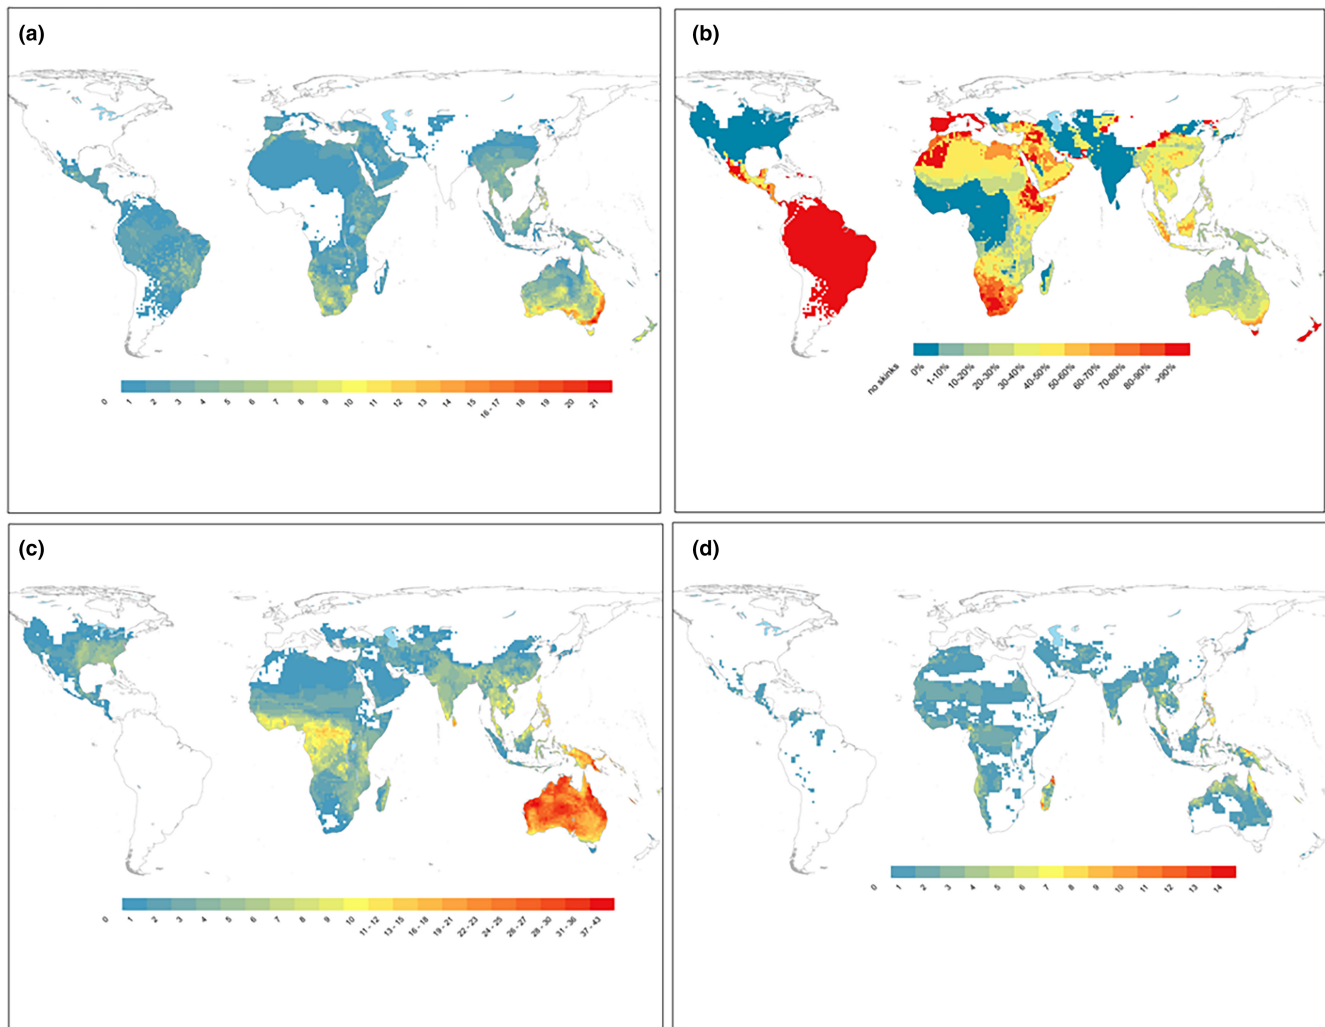 (a)
0 1 2 3 4 5 6 7 8 9 10 11 12 13 14 15 16 - 17 18 19 20 21
(b)
no skinks 0% 1-10% 10-20% 20-30% 30-40% 40-50% 50-60% 60-70% 70-80% 80-90% >90%
(c)
0 1 2 3 4 5 6 7 8 9 10 11 - 12 13 - 15 16 - 18 19 - 21 22 - 23 24 - 25 26 - 27 28 - 30 31 - 36 37 - 43
(d)
0 1 2 3 4 5 6 7 8 9 10 11 12 13 14